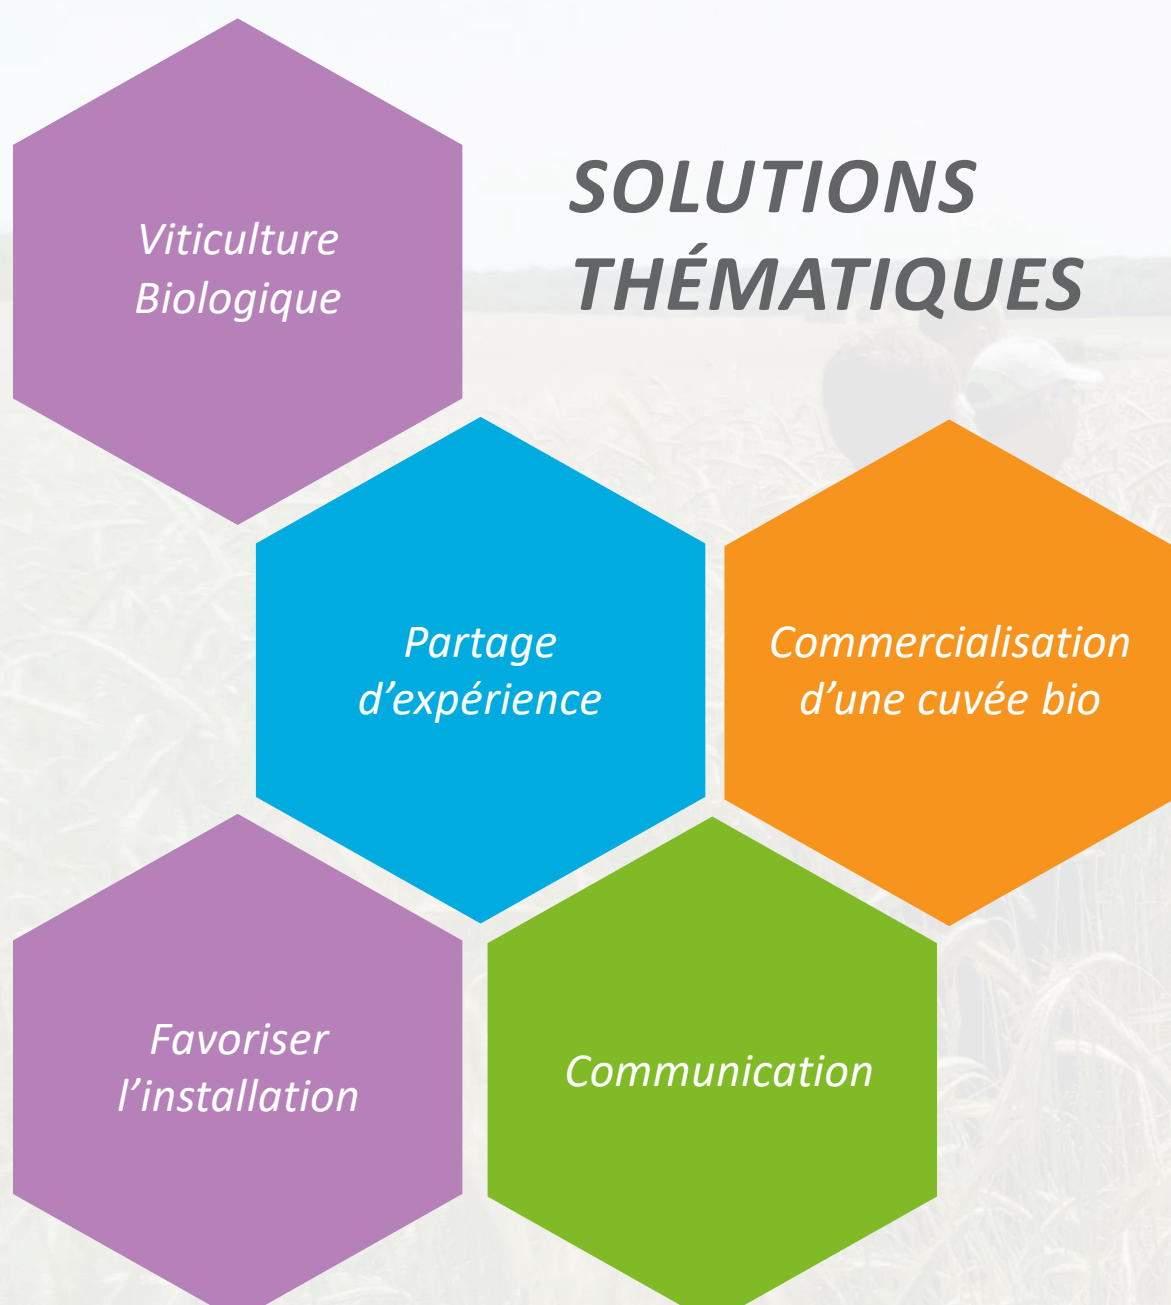 SOLUTIONS
THÉMATIQUES
Viticulture
Biologique
Partage
d’expérience
Commercialisation
d’une cuvée bio
Favoriser
l’installation
Communication